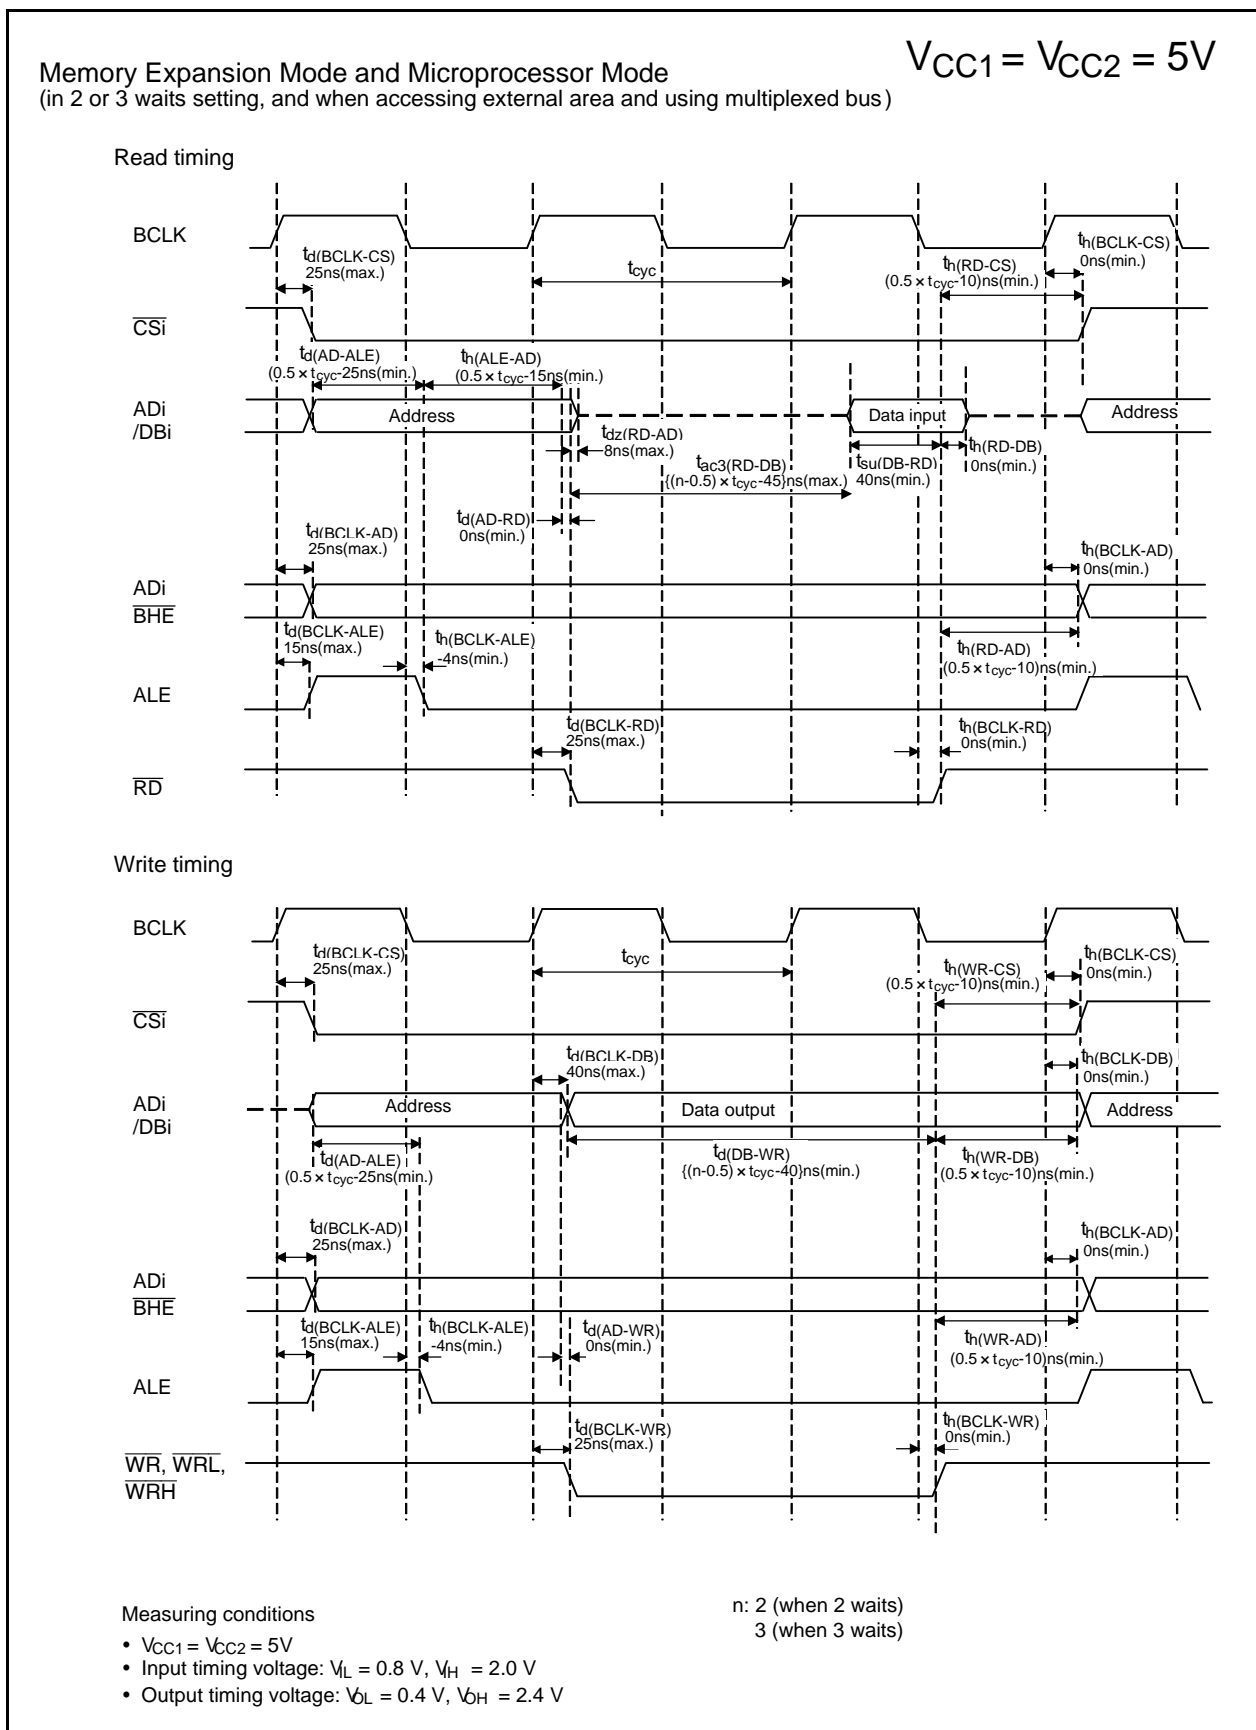 VCC1 = VCC2 = 5V
Memory Expansion Mode and Microprocessor Mode
(in 2 or 3 waits setting, and when accessing external area and using multiplexed bus)
Read timing
BCLK
td(BCLK-CS)
25ns(max.)
tcyc
th(RD-CS)
(0.5 × tcyc-10)ns(min.)
th(BCLK-CS)
0ns(min.)
CSi
td(AD-ALE)
(0.5 × tcyc-25ns(min.
th(ALE-AD)
(0.5 × tcyc-15ns(min.
ADi
/DBi
Address
Data input
Address
tdz(RD-AD)
8ns(max.)
tac3(RD-DB)
{(n-0.5) × tcyc-45}ns(max.)
tsu(DB-RD)
40ns(min.)
th(RD-DB)
0ns(min.)
td(AD-RD)
0ns(min.)
td(BCLK-AD)
25ns(max.)
th(BCLK-AD)
0ns(min.)
ADi
BHE
td(BCLK-ALE)
15ns(max.)
th(BCLK-ALE)
-4ns(min.)
th(RD-AD)
(0.5 × tcyc-10)ns(min.)
ALE
td(BCLK-RD)
25ns(max.)
th(BCLK-RD)
0ns(min.)
RD
Write timing
BCLK
td(BCLK-CS)
25ns(max.)
tcyc
th(WR-CS)
(0.5 × tcyc-10)ns(min.)
th(BCLK-CS)
0ns(min.)
CSi
td(BCLK-DB)
40ns(max.)
th(BCLK-DB)
0ns(min.)
ADi
/DBi
Address
Data output
Address
td(AD-ALE)
(0.5 × tcyc-25ns(min.
td(DB-WR)
{(n-0.5) × tcyc-40}ns(min.)
th(WR-DB)
(0.5 × tcyc-10)ns(min.)
td(BCLK-AD)
25ns(max.)
th(BCLK-AD)
0ns(min.)
ADi
BHE
td(BCLK-ALE)
15ns(max.)
th(BCLK-ALE)
-4ns(min.)
td(AD-WR)
0ns(min.)
th(WR-AD)
(0.5 × tcyc-10)ns(min.)
ALE
td(BCLK-WR)
25ns(max.)
th(BCLK-WR)
0ns(min.)
WR, WRL,
WRH
Measuring conditions
• VCC1 = VCC2 = 5V
• Input timing voltage: VIL = 0.8 V, VIH = 2.0 V
• Output timing voltage: VOL = 0.4 V, VOH = 2.4 V
n: 2 (when 2 waits)
3 (when 3 waits)